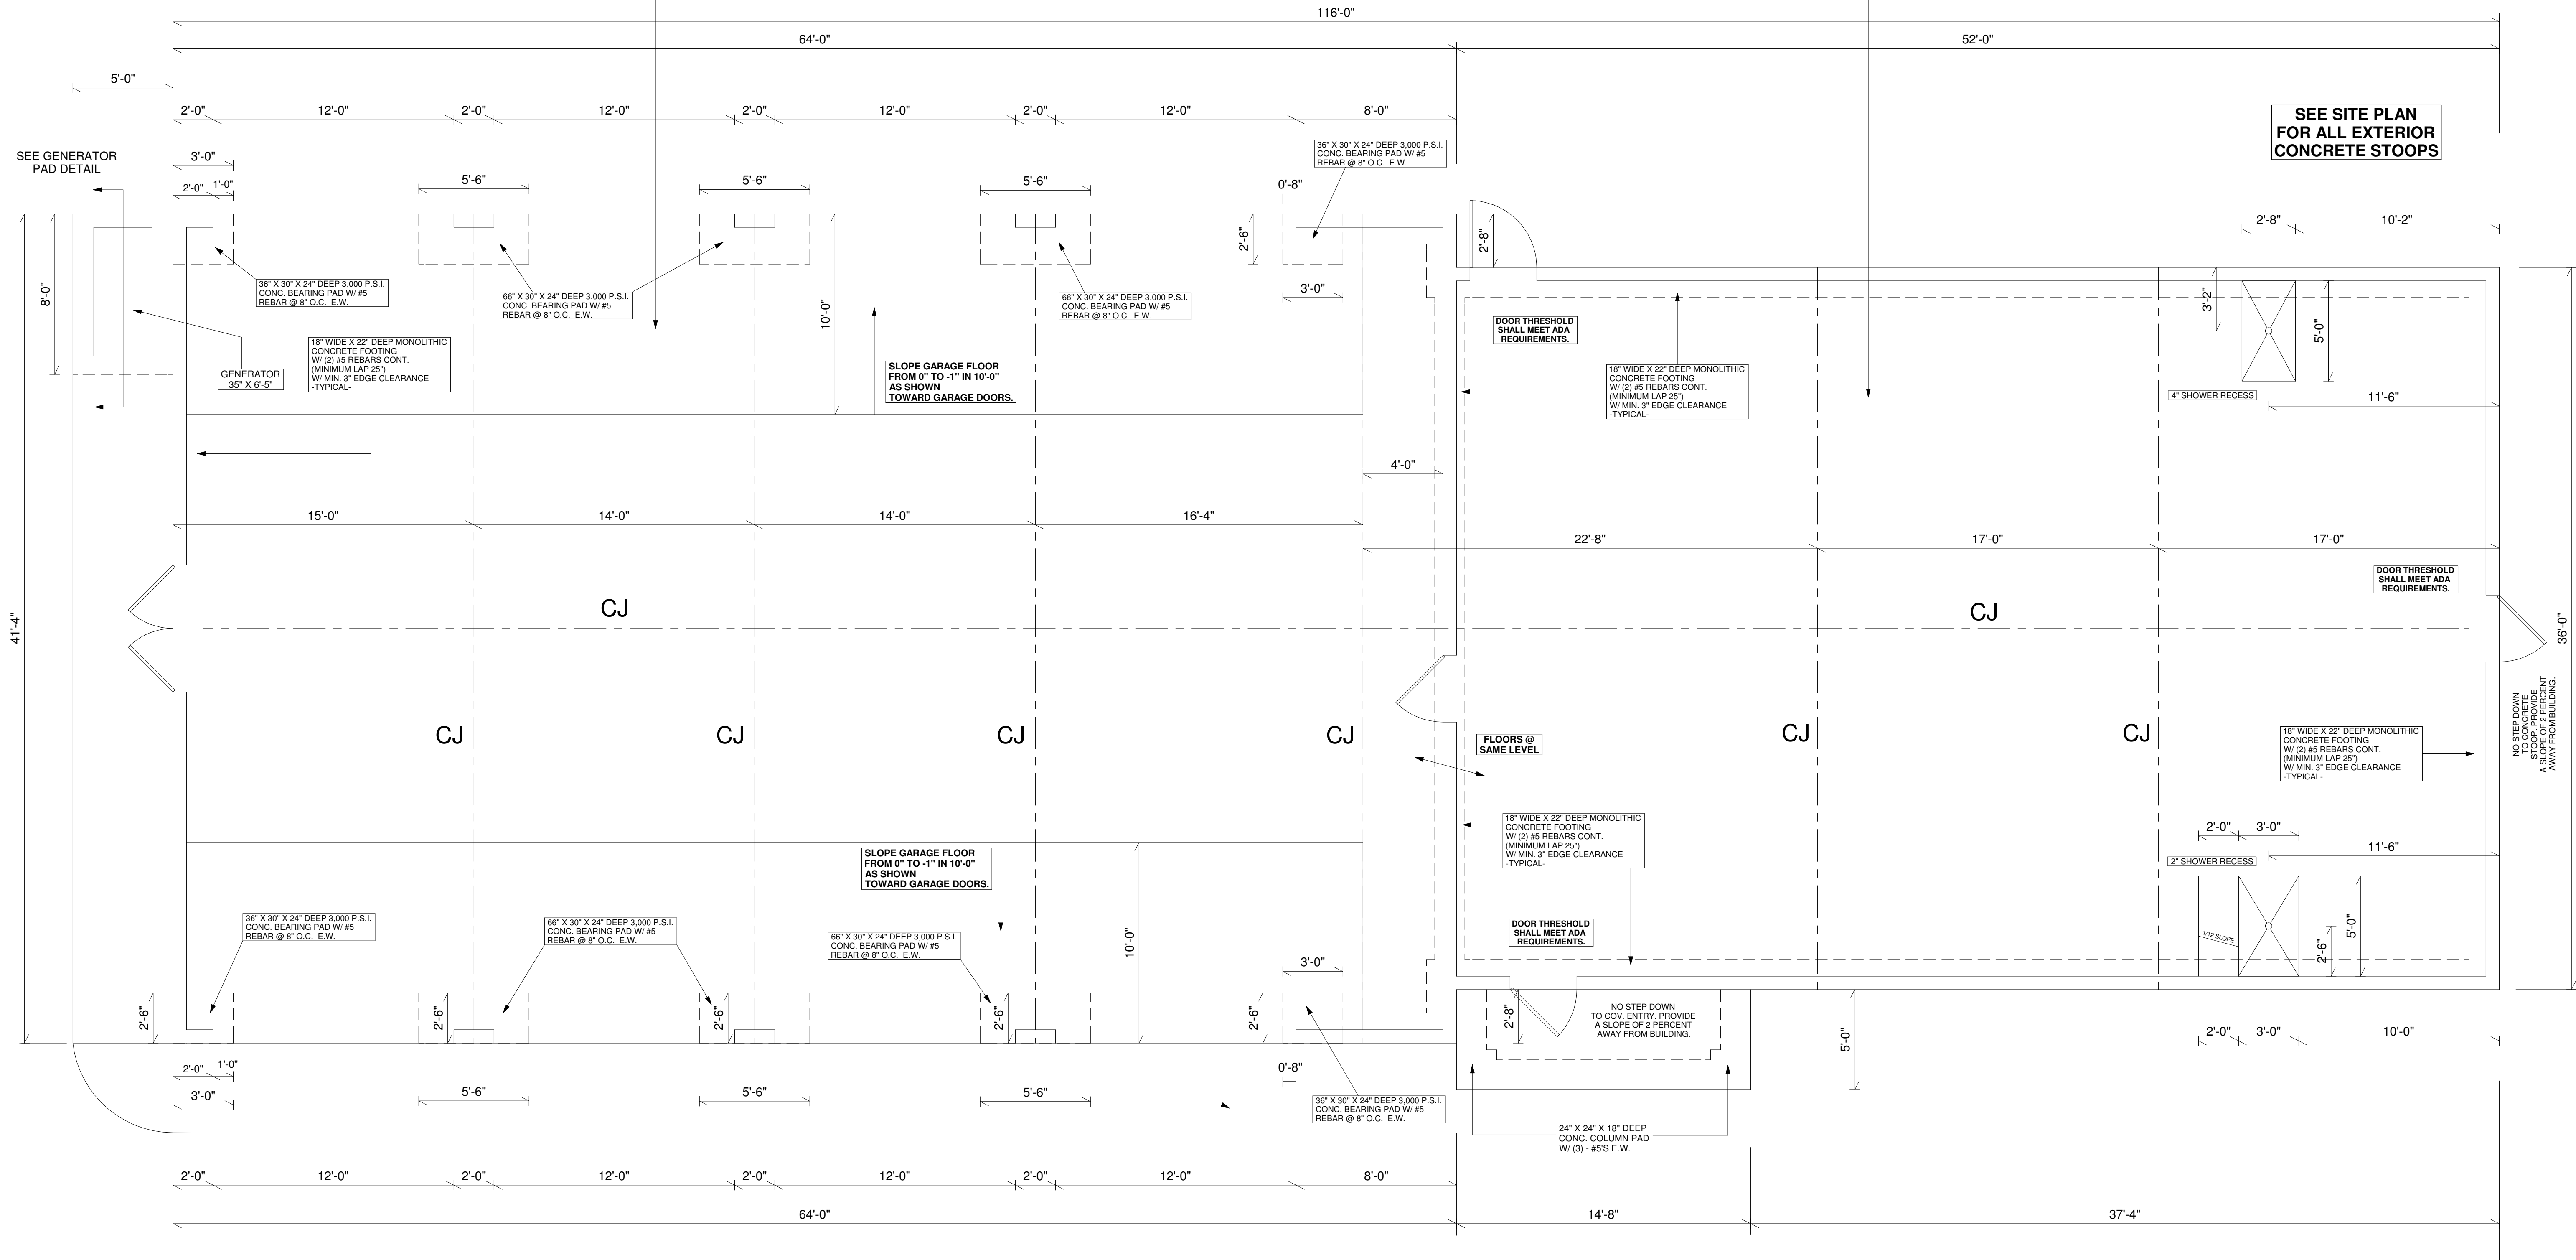 116'-0"
64'-0"
52'-0"
5'-0"
2'-0"
12'-0"
2'-0"
12'-0"
2'-0"
12'-0"
2'-0"
12'-0"
8'-0"
SEE SITE PLAN
FOR ALL EXTERIOR
CONCRETE STOOPS
SEE GENERATOR
PAD DETAIL
3'-0"
2'-0"
1'-0"
5'-6"
5'-6"
5'-6"
0'-8"
36" X 30" X 24" DEEP 3,000 P.S.I.
CONC. BEARING PAD W/ #5
REBAR @ 8" O.C.  E.W.
2'-6"
2'-8"
2'-8"
10'-2"
8'-0"
36" X 30" X 24" DEEP 3,000 P.S.I.
CONC. BEARING PAD W/ #5
REBAR @ 8" O.C.  E.W.
66" X 30" X 24" DEEP 3,000 P.S.I.
CONC. BEARING PAD W/ #5
REBAR @ 8" O.C.  E.W.
10'-0"
66" X 30" X 24" DEEP 3,000 P.S.I.
CONC. BEARING PAD W/ #5
REBAR @ 8" O.C.  E.W.
3'-0"
3'-2"
5'-0"
DOOR THRESHOLD
SHALL MEET ADA
REQUIREMENTS.
GENERATOR
35" X 6'-5"
18" WIDE X 22" DEEP MONOLITHIC
CONCRETE FOOTING
W/ (2) #5 REBARS CONT.
(MINIMUM LAP 25")
W/ MIN. 3" EDGE CLEARANCE
-TYPICAL-
SLOPE GARAGE FLOOR
FROM 0" TO -1" IN 10'-0"
AS SHOWN
TOWARD GARAGE DOORS.
18" WIDE X 22" DEEP MONOLITHIC
CONCRETE FOOTING
W/ (2) #5 REBARS CONT.
(MINIMUM LAP 25")
W/ MIN. 3" EDGE CLEARANCE
-TYPICAL-
4" SHOWER RECESS
11'-6"
4'-0"
15'-0"
14'-0"
14'-0"
16'-4"
22'-8"
17'-0"
17'-0"
DOOR THRESHOLD
SHALL MEET ADA
REQUIREMENTS.
41'-4"
CJ
CJ
36'-0"
CJ
CJ
CJ
CJ
FLOORS @
SAME LEVEL
CJ
CJ
18" WIDE X 22" DEEP MONOLITHIC
CONCRETE FOOTING
W/ (2) #5 REBARS CONT.
(MINIMUM LAP 25")
W/ MIN. 3" EDGE CLEARANCE
-TYPICAL-
NO STEP DOWN
TO CONCRETE
STOOP. PROVIDE
A SLOPE OF 2 PERCENT
AWAY FROM BUILDING.
SLOPE GARAGE FLOOR
FROM 0" TO -1" IN 10'-0"
AS SHOWN
TOWARD GARAGE DOORS.
18" WIDE X 22" DEEP MONOLITHIC
CONCRETE FOOTING
W/ (2) #5 REBARS CONT.
(MINIMUM LAP 25")
W/ MIN. 3" EDGE CLEARANCE
-TYPICAL-
2'-0"
3'-0"
11'-6"
2" SHOWER RECESS
36" X 30" X 24" DEEP 3,000 P.S.I.
CONC. BEARING PAD W/ #5
REBAR @ 8" O.C.  E.W.
66" X 30" X 24" DEEP 3,000 P.S.I.
CONC. BEARING PAD W/ #5
REBAR @ 8" O.C.  E.W.
66" X 30" X 24" DEEP 3,000 P.S.I.
CONC. BEARING PAD W/ #5
REBAR @ 8" O.C.  E.W.
10'-0"
3'-0"
DOOR THRESHOLD
SHALL MEET ADA
REQUIREMENTS.
1/12 SLOPE
2'-6"
5'-0"
2'-6"
2'-6"
2'-6"
2'-6"
2'-6"
2'-8"
NO STEP DOWN
TO COV. ENTRY. PROVIDE
A SLOPE OF 2 PERCENT
AWAY FROM BUILDING.
5'-0"
2'-0"
3'-0"
10'-0"
2'-0"
1'-0"
3'-0"
5'-6"
5'-6"
5'-6"
0'-8"
36" X 30" X 24" DEEP 3,000 P.S.I.
CONC. BEARING PAD W/ #5
REBAR @ 8" O.C.  E.W.
24" X 24" X 18" DEEP
CONC. COLUMN PAD
W/ (3) - #5'S E.W.
2'-0"
12'-0"
2'-0"
12'-0"
2'-0"
12'-0"
2'-0"
12'-0"
8'-0"
64'-0"
14'-8"
37'-4"